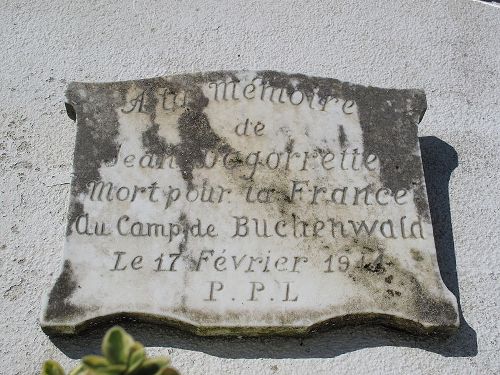 A la Mémoire
de
Jean
Mort pour la France
Au Camp de Buchenwald
Le 17 Février
P.P.L